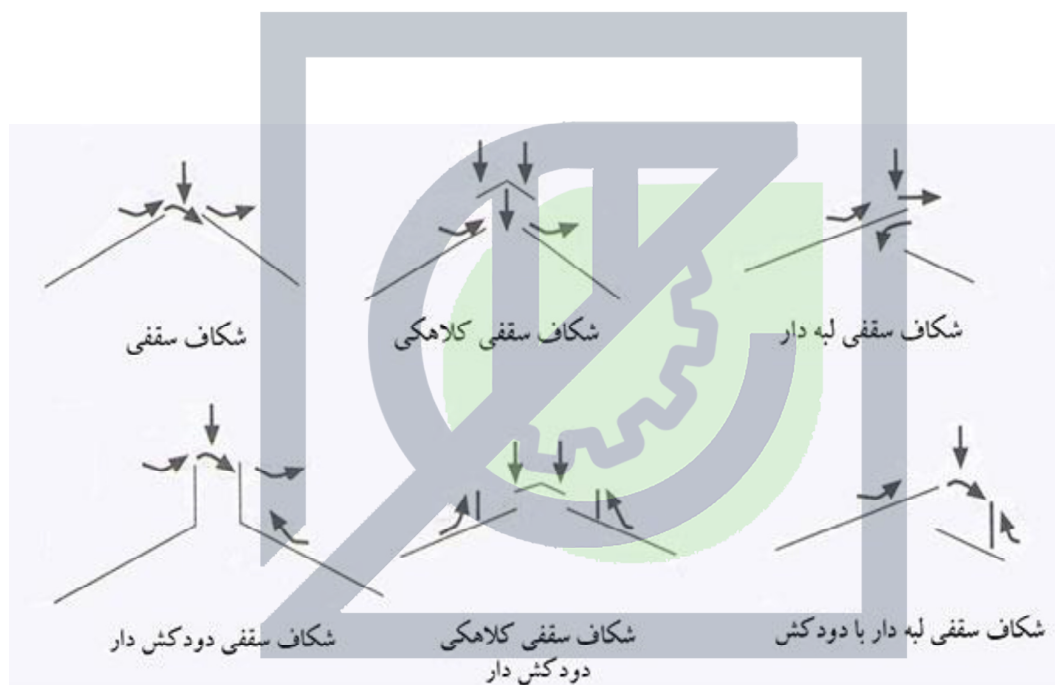 شکاف سقفی لبه دار
شکاف سقفی کلاهکی
شکاف سقفی
شکاف سقفی لبه دار با دودکش
شکاف سقفی کلاهکی
دودکش دار
شکاف سقفی دودکش دار